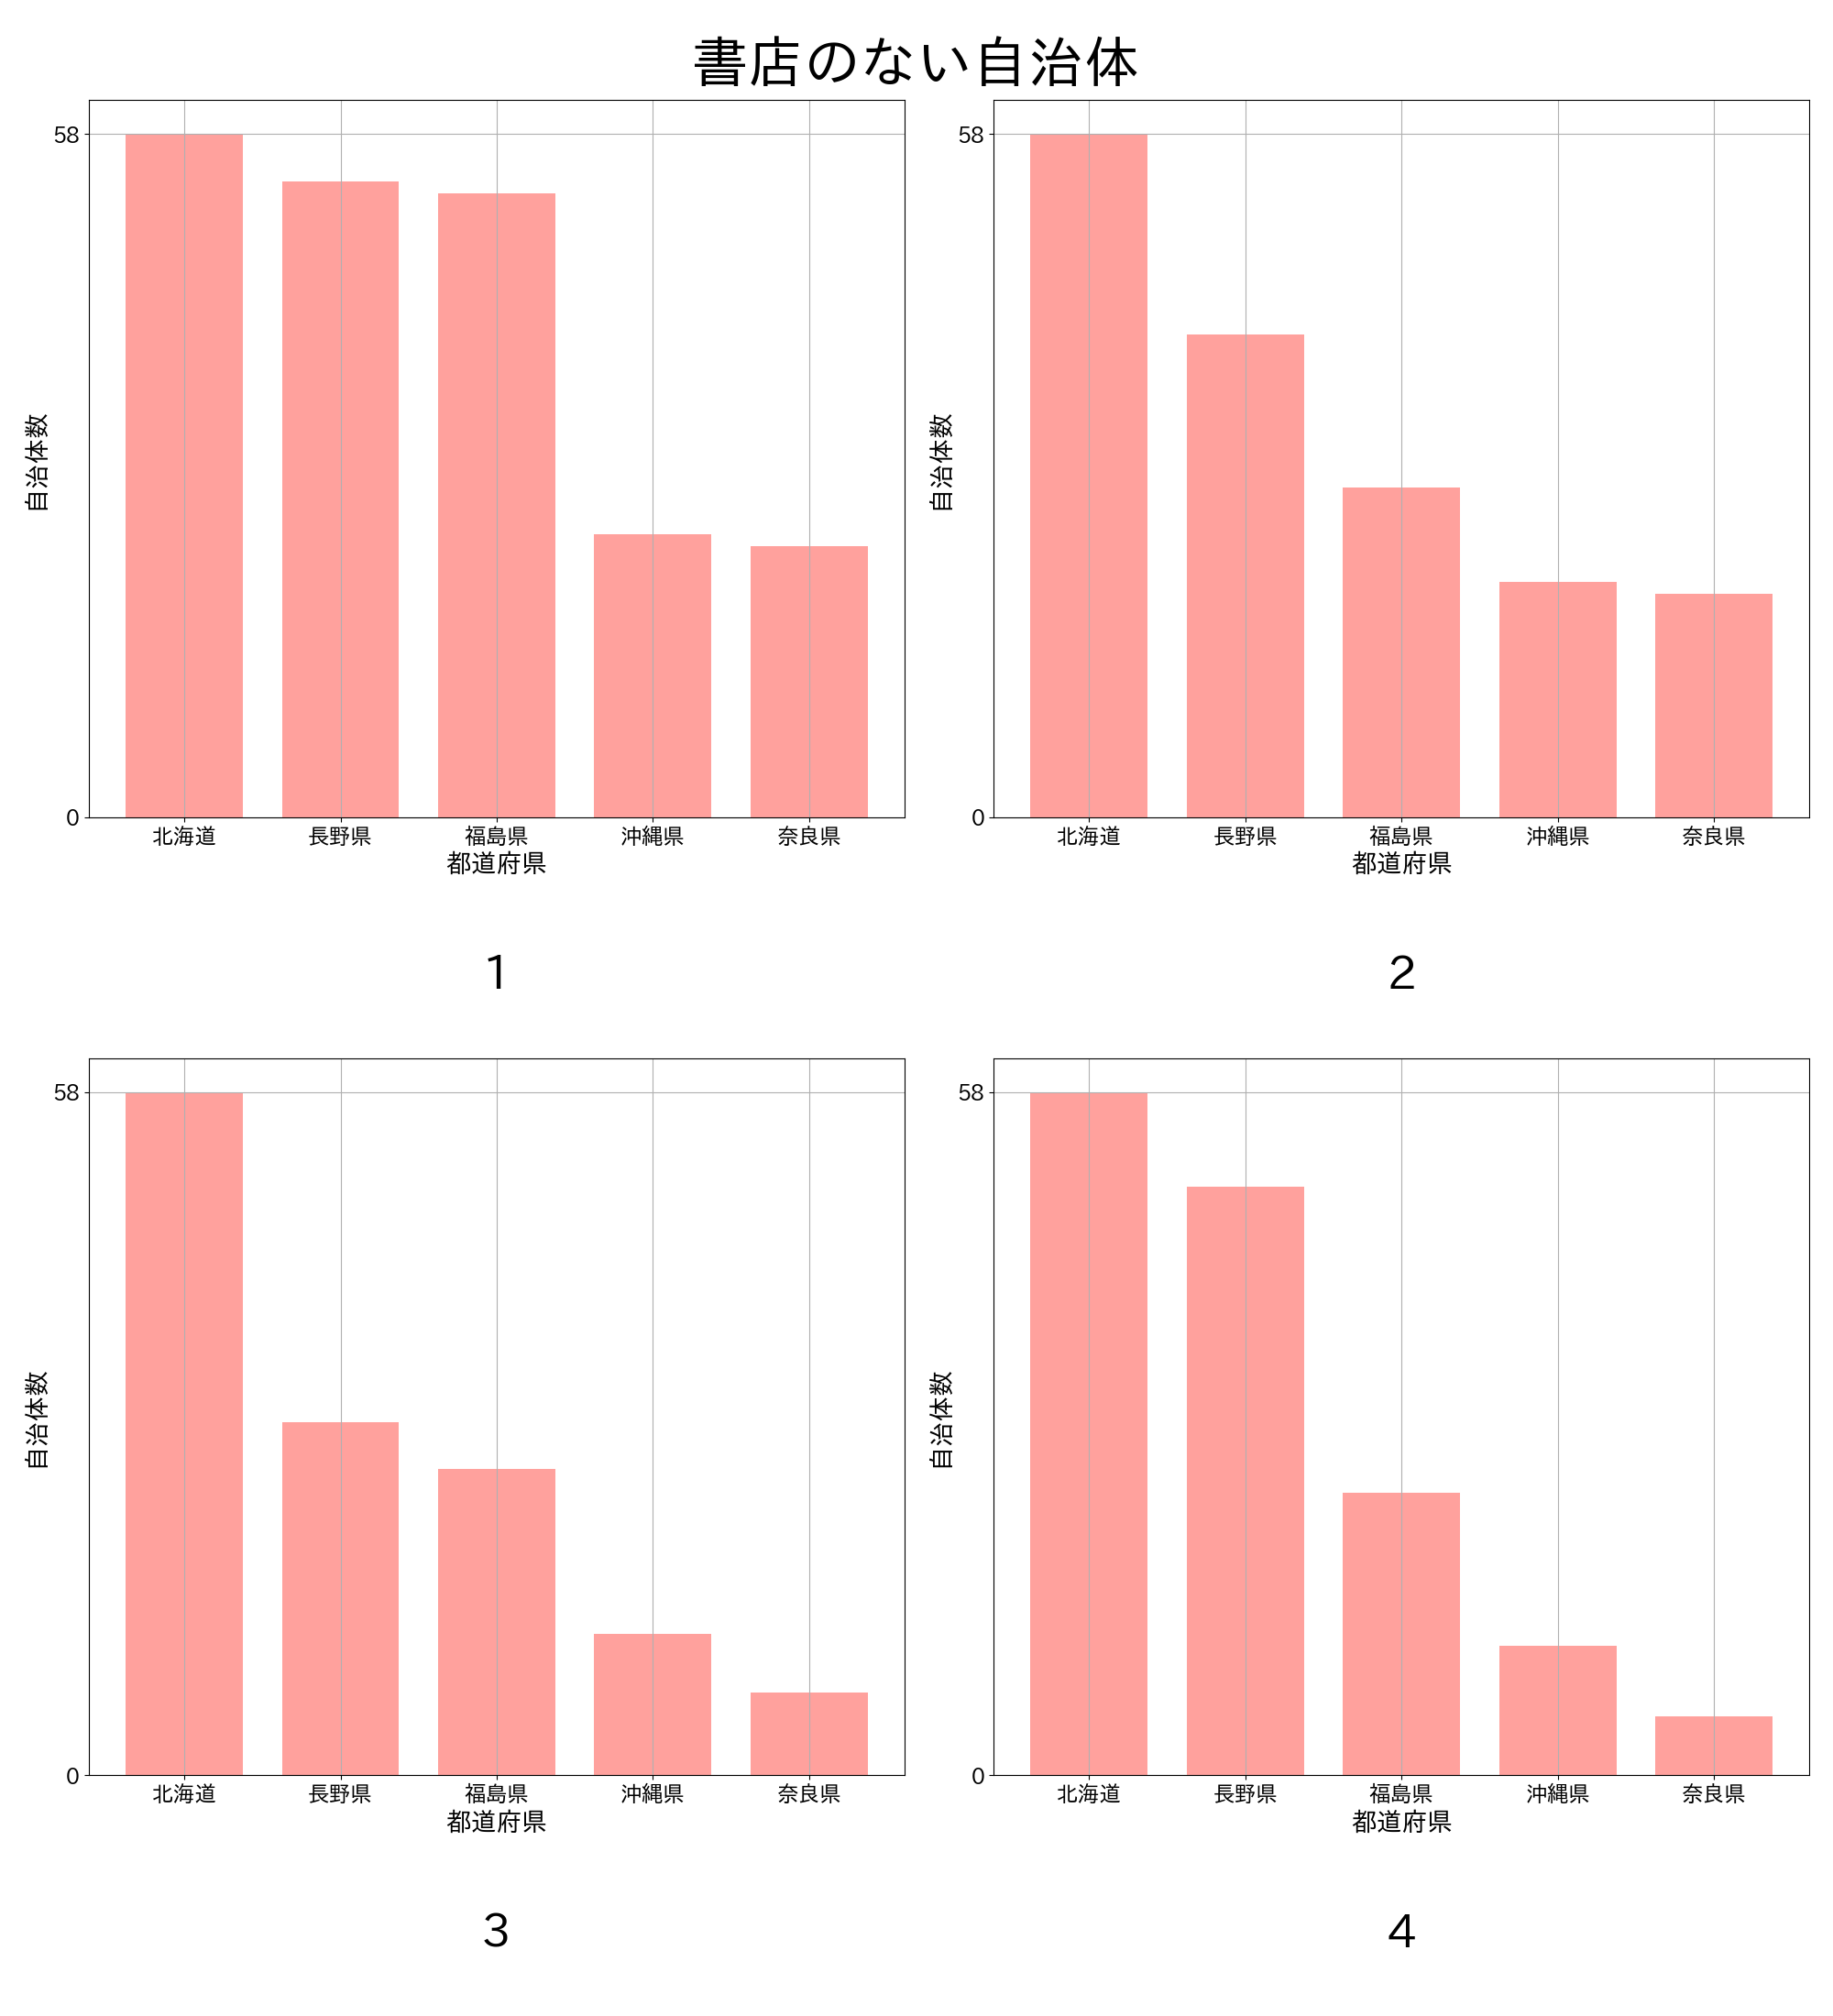 書店のない自治体
58
0
自治体数
北海道 長野県 福島県 沖縄県 奈良県
都道府県
1
58
0
自治体数
北海道 長野県 福島県 沖縄県 奈良県
都道府県
2
58
0
自治体数
北海道 長野県 福島県 沖縄県 奈良県
都道府県
3
58
0
自治体数
北海道 長野県 福島県 沖縄県 奈良県
都道府県
4